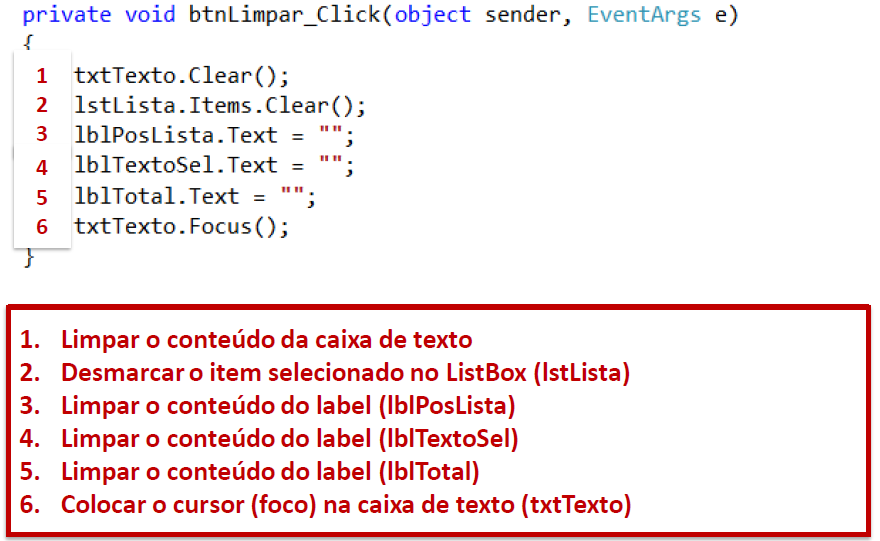 private void btnLimpar_Click(object sender, EventArgs e)
{
1 txtTexto.Clear();
2 lstLista.Items.Clear();
3 lblPosLista.Text = "";
4 lblTextoSel.Text = "";
5 lblTotal.Text = "";
6 txtTexto.Focus();
}
1. Limpar o conteúdo da caixa de texto
2. Desmarcar o item selecionado no ListBox (lstLista)
3. Limpar o conteúdo do label (lblPosLista)
4. Limpar o conteúdo do label (lblTextoSel)
5. Limpar o conteúdo do label (lblTotal)
6. Colocar o cursor (foco) na caixa de texto (txtTexto)